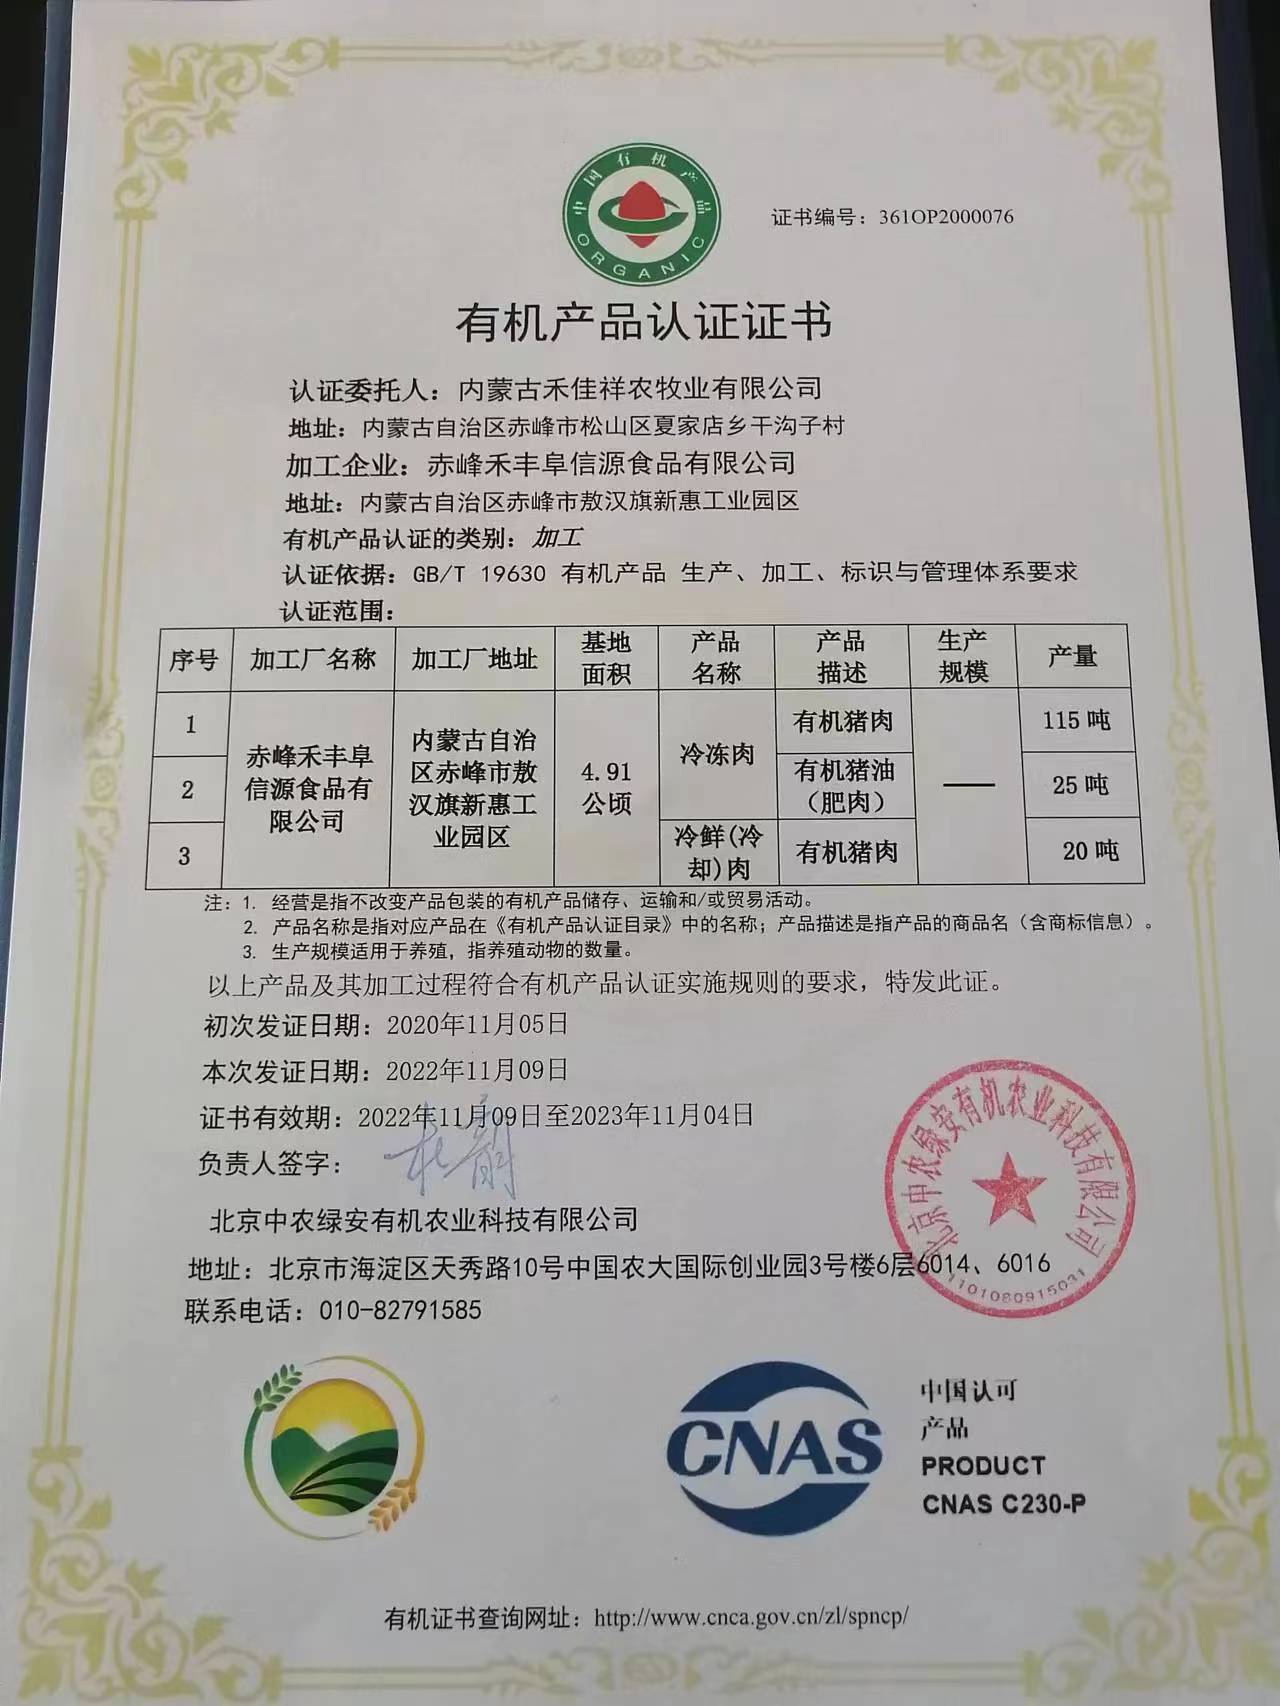 中国有机产品
ORGANIC
证书编号：361OP2000076
有机产品认证证书
认证委托人：内蒙古禾佳祥农牧业有限公司
地址：内蒙古自治区赤峰市松山区夏家店乡干沟子村
加工企业：赤峰禾丰阜信源食品有限公司
地址：内蒙古自治区赤峰市敖汉旗新惠工业园区
有机产品认证的类别：加工
认证依据：GB/T 19630 有机产品 生产、加工、标识与管理体系要求
认证范围：
序号 加工厂名称 加工厂地址 基地面积 产品名称 产品描述 生产规模 产量
1 赤峰禾丰阜信源食品有限公司 内蒙古自治区赤峰市敖汉旗新惠工业园区 4.91公顷 冷冻肉 有机猪肉 —— 115 吨
2 有机猪油（肥肉） 25 吨
3 冷鲜(冷却)肉 有机猪肉 20 吨
注：1. 经营是指不改变产品包装的有机产品储存、运输和/或贸易活动。
2. 产品名称是指对应产品在《有机产品认证目录》中的名称；产品描述是指产品的商品名（含商标信息）。
3. 生产规模适用于养殖，指养殖动物的数量。
以上产品及其加工过程符合有机产品认证实施规则的要求，特发此证。
初次发证日期：2020年11月05日
本次发证日期：2022年11月09日
证书有效期：2022年11月09日至2023年11月04日
负责人签字：
北京中农绿安有机农业科技有限公司
地址：北京市海淀区天秀路10号中国农大国际创业园3号楼6层6014、6016
联系电话：010-82791585
北京中农绿安有机农业科技有限公司
1101080915031
CNAS
中国认可
产品
PRODUCT
CNAS C230-P
有机证书查询网址：http://www.cnca.gov.cn/zl/spncp/